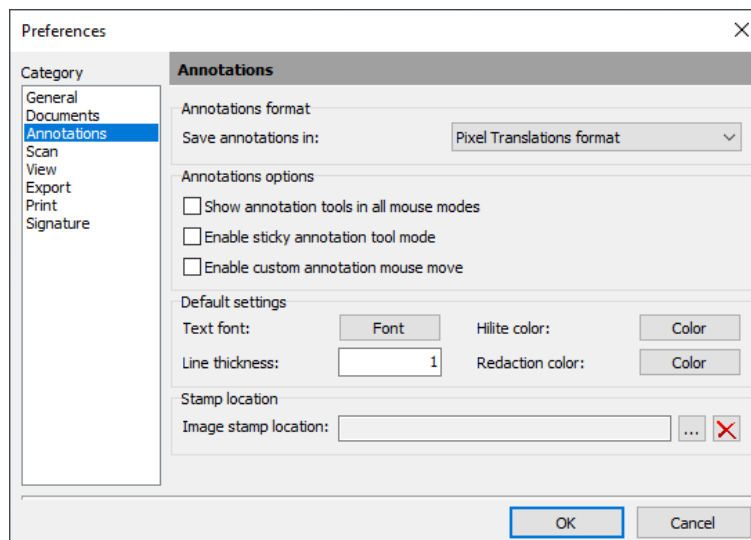 Preferences
Category
General
Documents
Annotations
Scan
View
Export
Print
Signature
Annotations
Annotations format
Save annotations in: Pixel Translations format
Annotations options
Show annotation tools in all mouse modes
Enable sticky annotation tool mode
Enable custom annotation mouse move
Default settings
Text font: Font Hilite color: Color
Line thickness: 1 Redaction color: Color
Stamp location
Image stamp location: ...
OK Cancel